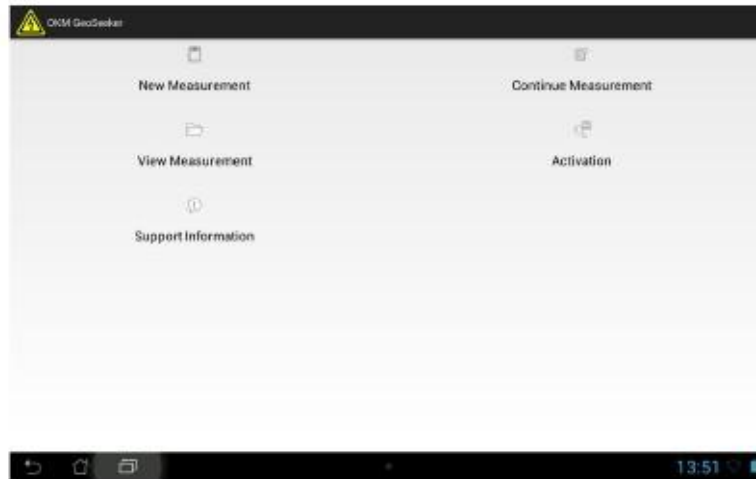 OKM GeoSeeker
New Measurement
Continue Measurement
View Measurement
Activation
Support Information
13:51